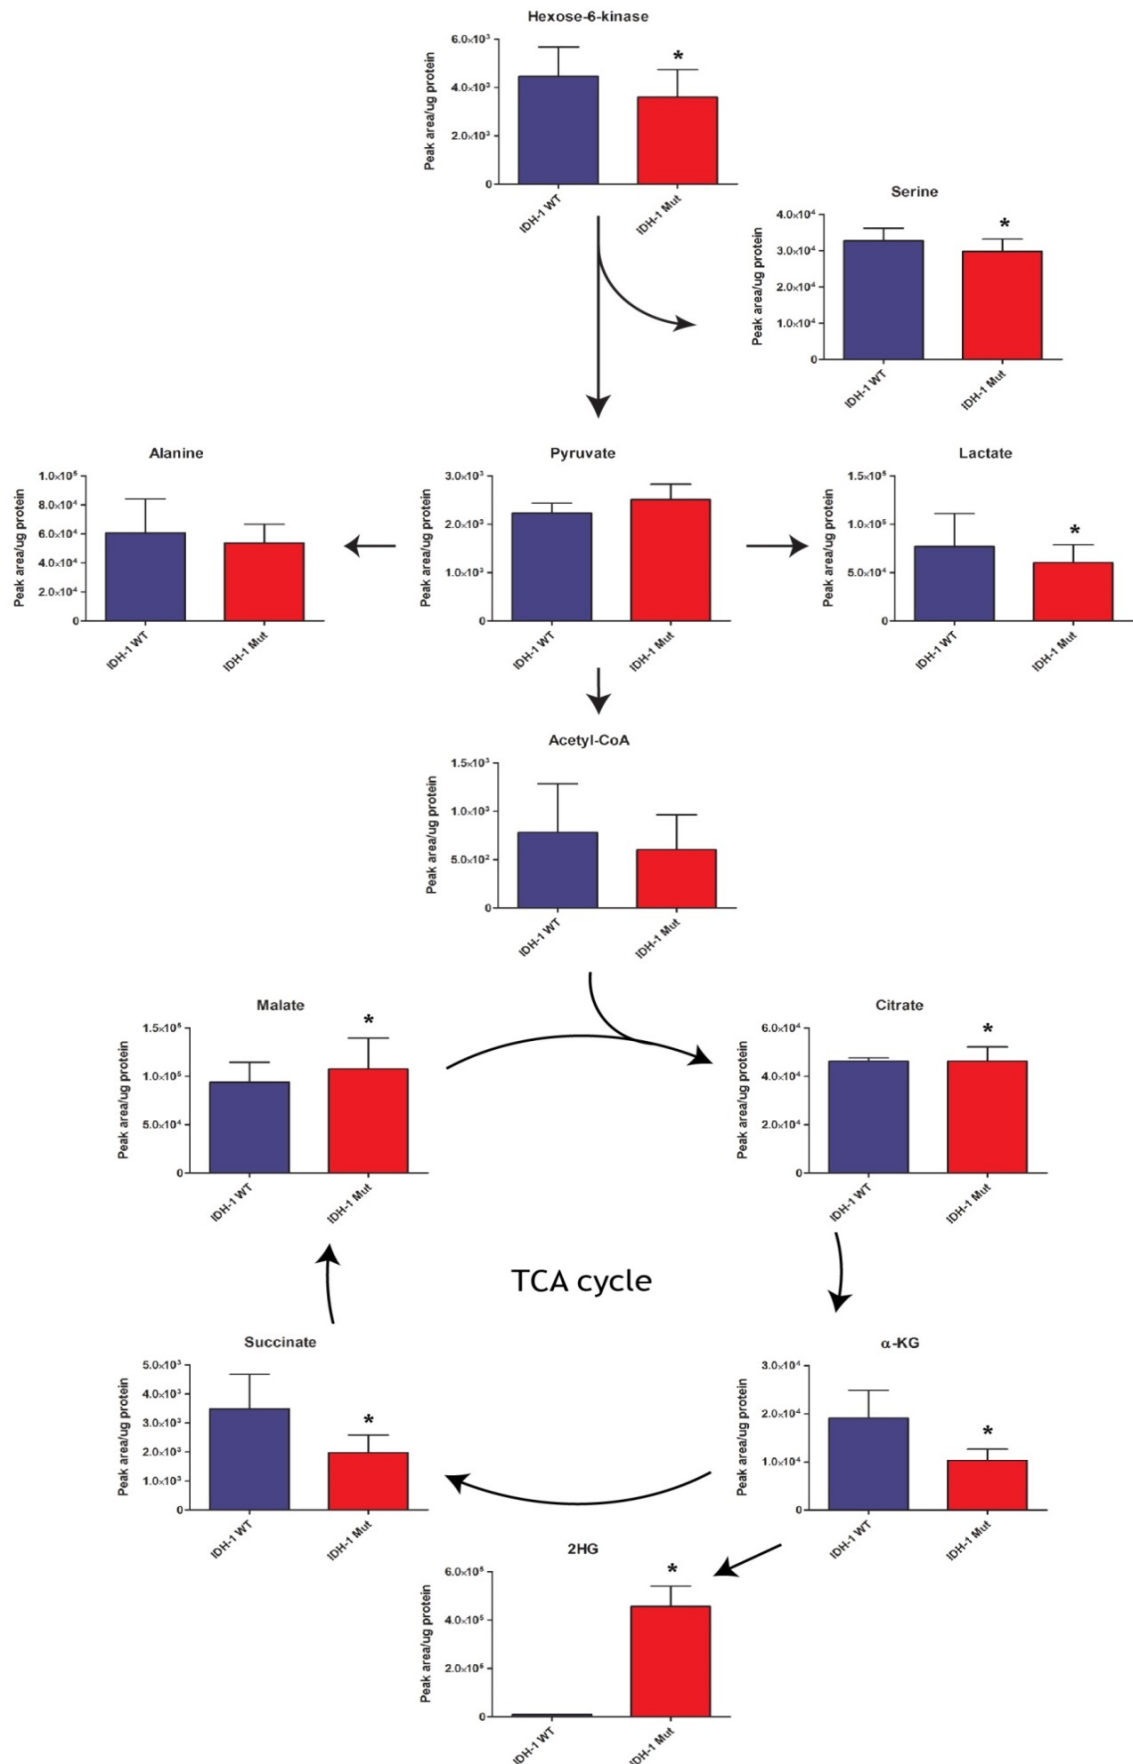 Hexose-6-kinase
Peak area/ug protein
6.0×10³
4.0×10³
2.0×10³
0
*
IDH-1 WT
IDH-1 Mut
Serine
Peak area/ug protein
4.0×10⁴
3.0×10⁴
2.0×10⁴
1.0×10⁴
0
*
IDH-1 WT
IDH-1 Mut
Alanine
Peak area/ug protein
1.0×10⁵
8.0×10⁴
6.0×10⁴
4.0×10⁴
2.0×10⁴
0
IDH-1 WT
IDH-1 Mut
Pyruvate
Peak area/ug protein
3.0×10³
2.0×10³
1.0×10³
0
IDH-1 WT
IDH-1 Mut
Lactate
Peak area/ug protein
1.5×10⁵
1.0×10⁵
5.0×10⁴
0
*
IDH-1 WT
IDH-1 Mut
Acetyl-CoA
Peak area/ug protein
1.5×10³
1.0×10³
5.0×10²
0
IDH-1 WT
IDH-1 Mut
Malate
Peak area/ug protein
1.5×10⁵
1.0×10⁵
5.0×10⁴
0
*
IDH-1 WT
IDH-1 Mut
Citrate
Peak area/ug protein
6.0×10⁴
4.0×10⁴
2.0×10⁴
0
*
IDH-1 WT
IDH-1 Mut
TCA cycle
Succinate
Peak area/ug protein
5.0×10³
4.0×10³
3.0×10³
2.0×10³
1.0×10³
0
*
IDH-1 WT
IDH-1 Mut
α-KG
Peak area/ug protein
3.0×10⁴
2.0×10⁴
1.0×10⁴
0
*
IDH-1 WT
IDH-1 Mut
2HG
Peak area/ug protein
6.0×10⁵
4.0×10⁵
2.0×10⁵
0
*
IDH-1 WT
IDH-1 Mut